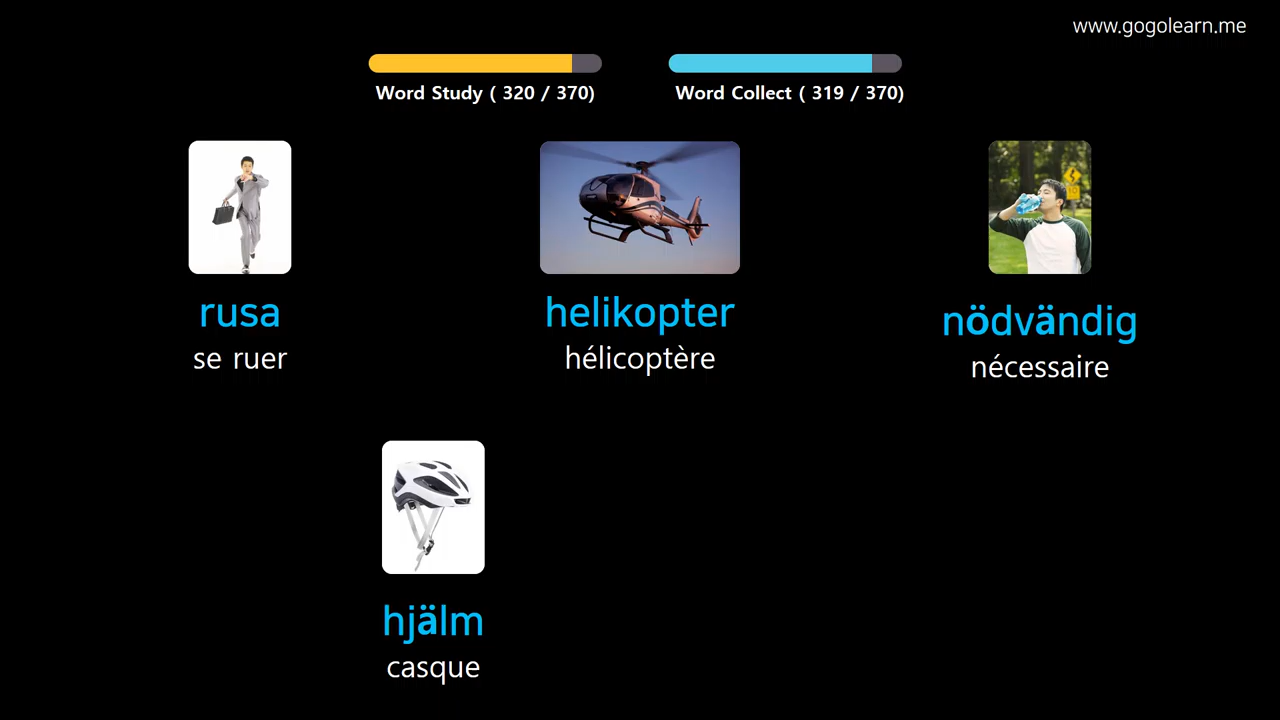 www.gogolearn.me
Word Study ( 320 / 370)
Word Collect ( 319 / 370)
rusa
se ruer
helikopter
hélicoptère
nödvändig
nécessaire
hjälm
casque